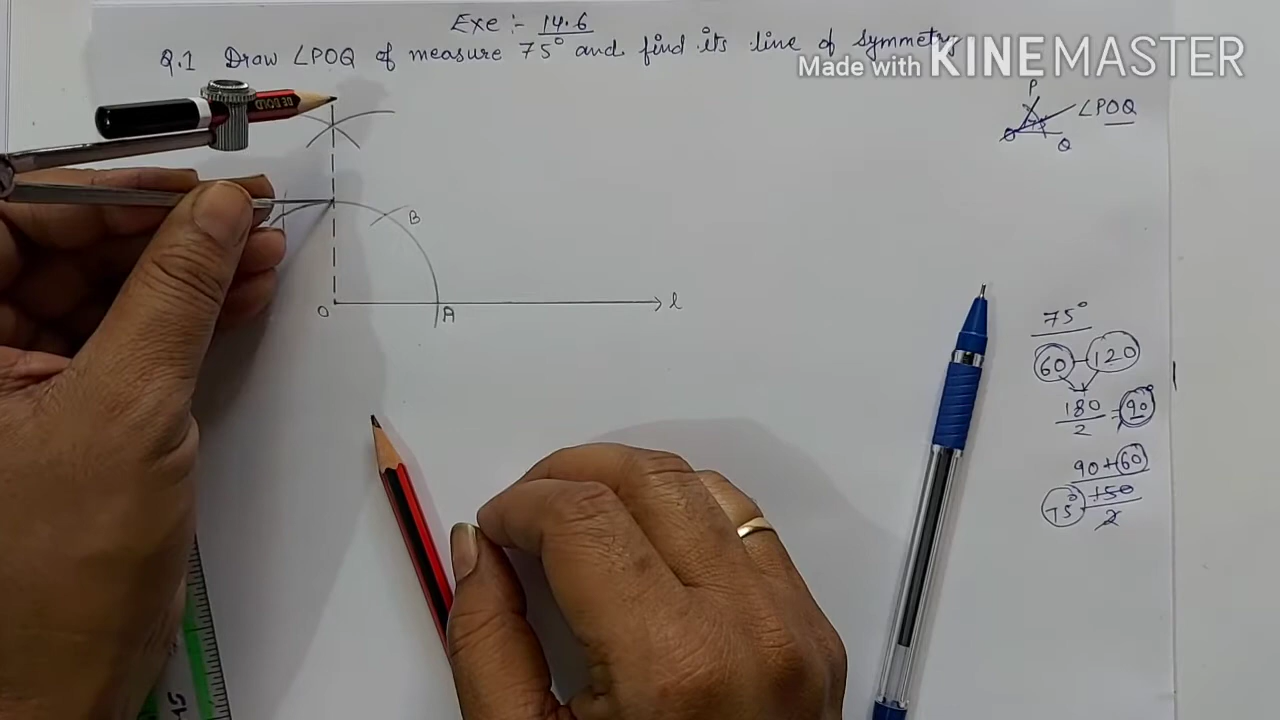 Exe :- 14.6
Q.1 Draw ∠POQ of measure 75° and find its line of symmetry
Made with KINEMASTER
P
∠POQ
O
Q
B
O
A
l
75°
60 - 120
180/2 = 90°
90+60
75° 150/2
15